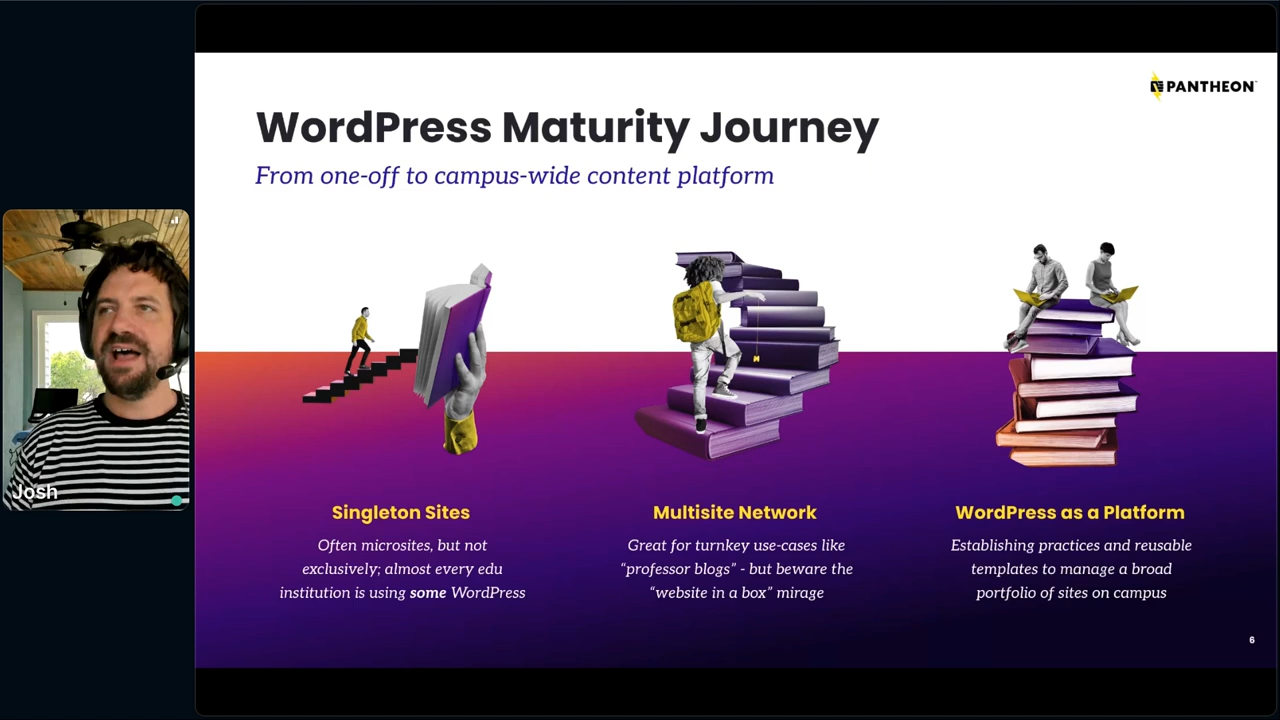 PANTHEON
WordPress Maturity Journey
From one-off to campus-wide content platform
Josh
Singleton Sites
Often microsites, but not
exclusively; almost every edu
institution is using some WordPress
Multisite Network
Great for turnkey use-cases like
“professor blogs” - but beware the
“website in a box” mirage
WordPress as a Platform
Establishing practices and reusable
templates to manage a broad
portfolio of sites on campus
6